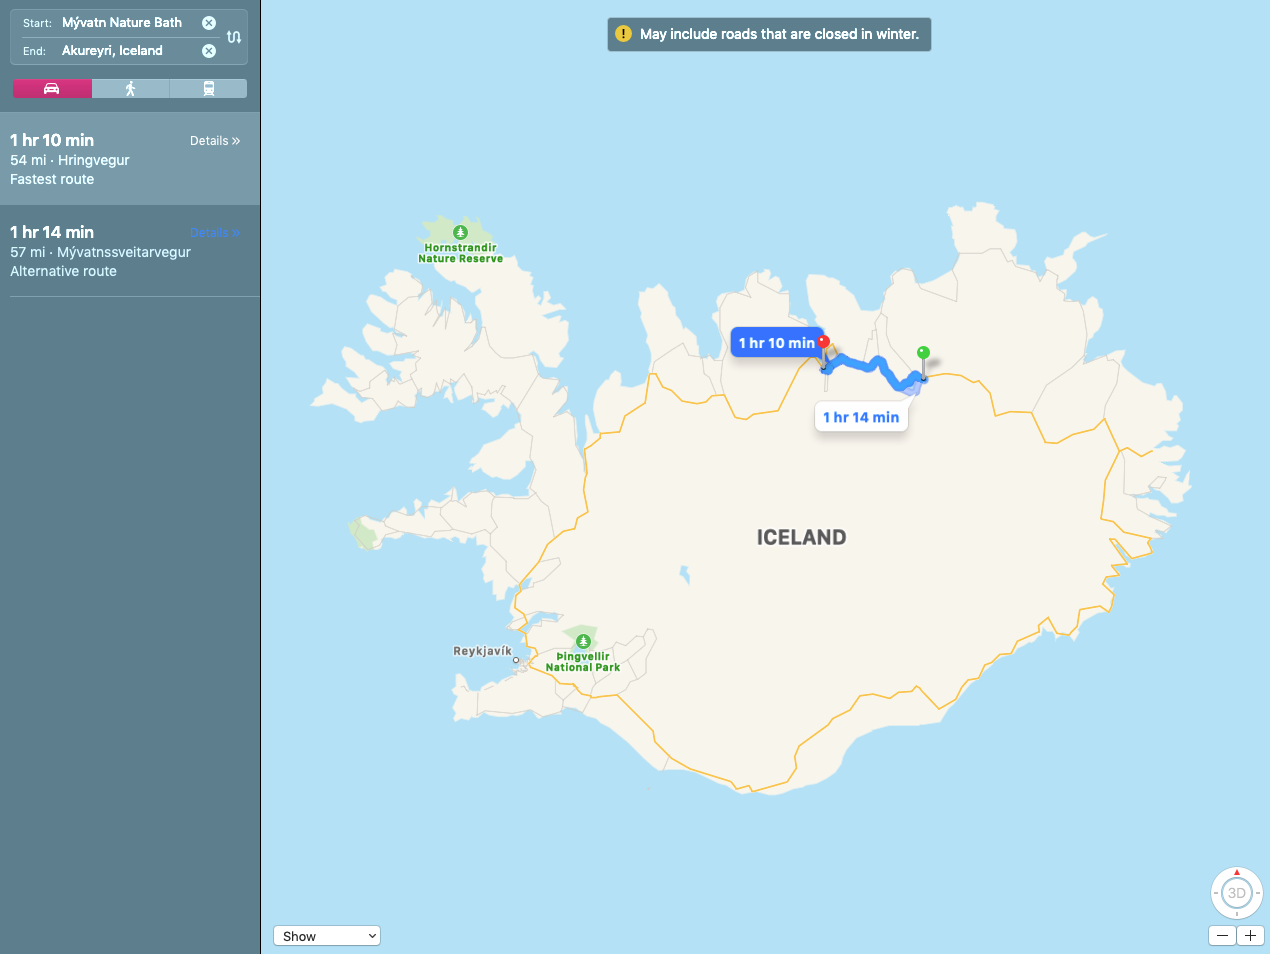 Start: Mývatn Nature Bath
End: Akureyri, Iceland
1 hr 10 min Details »
54 mi · Hringvegur
Fastest route
1 hr 14 min Details »
57 mi · Mývatnssveitarvegur
Alternative route
! May include roads that are closed in winter.
Hornstrandir
Nature Reserve
1 hr 10 min
1 hr 14 min
ICELAND
Reykjavík
Þingvellir
National Park
3D
Show